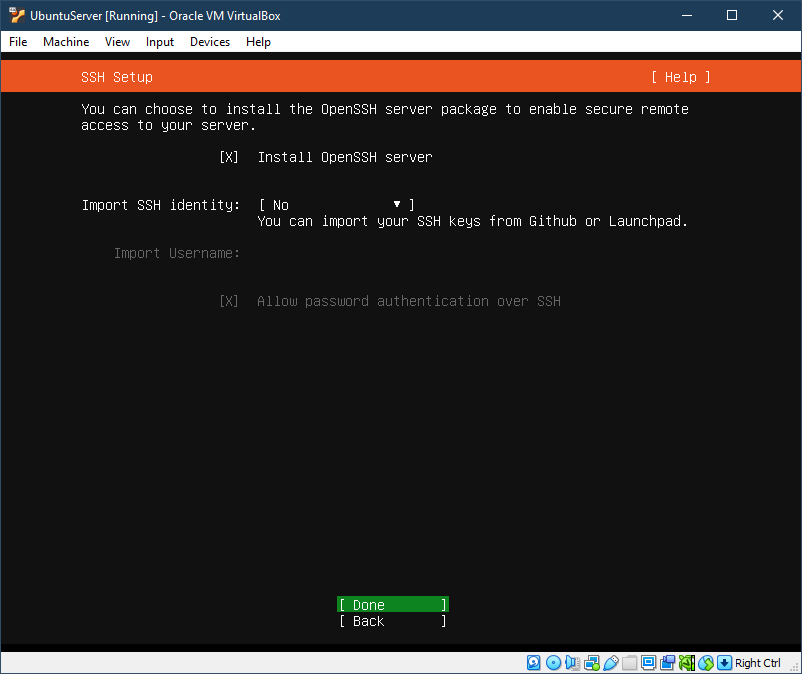 UbuntuServer [Running] - Oracle VM VirtualBox
File Machine View Input Devices Help
SSH Setup [ Help ]
You can choose to install the OpenSSH server package to enable secure remote
access to your server.
[X] Install OpenSSH server
Import SSH identity: [ No ▾ ]
You can import your SSH keys from Github or Launchpad.
Import Username:
[X] Allow password authentication over SSH
[ Done ]
[ Back ]
Right Ctrl